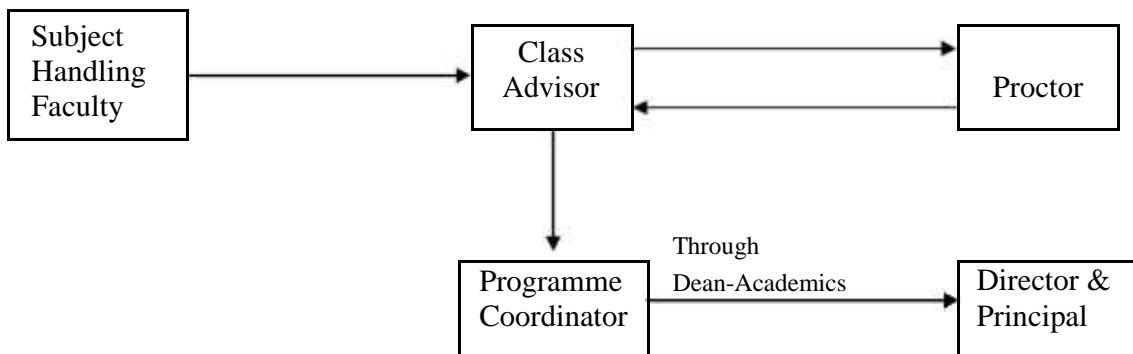 Subject
Handling
Faculty
Class
Advisor
Proctor
Through
Dean-Academics
Programme
Coordinator
Director &
Principal